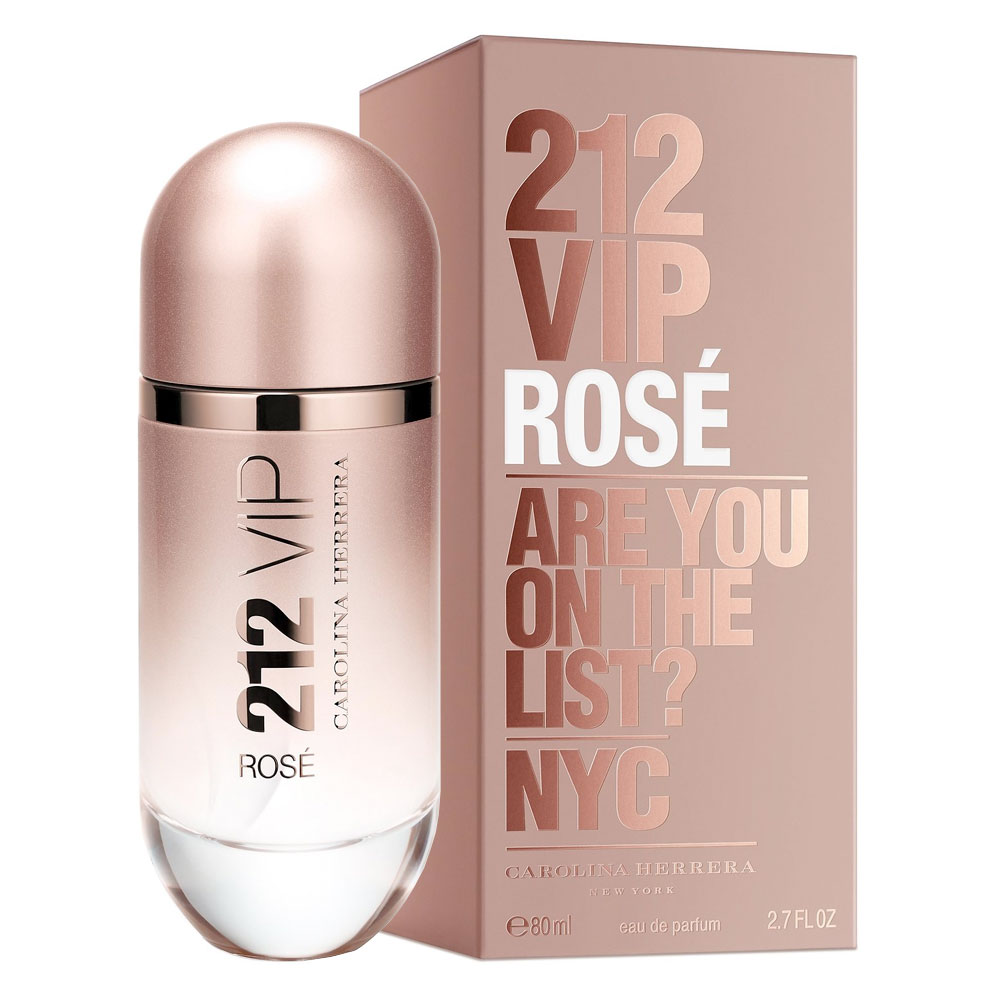 212 VIP
ROSÉ
CAROLINA HERRERA
212
VIP
ROSÉ
ARE YOU
ON THE
LIST?
NYC
CAROLINA HERRERA
NEW YORK
℮80ml eau de parfum 2.7 FL OZ